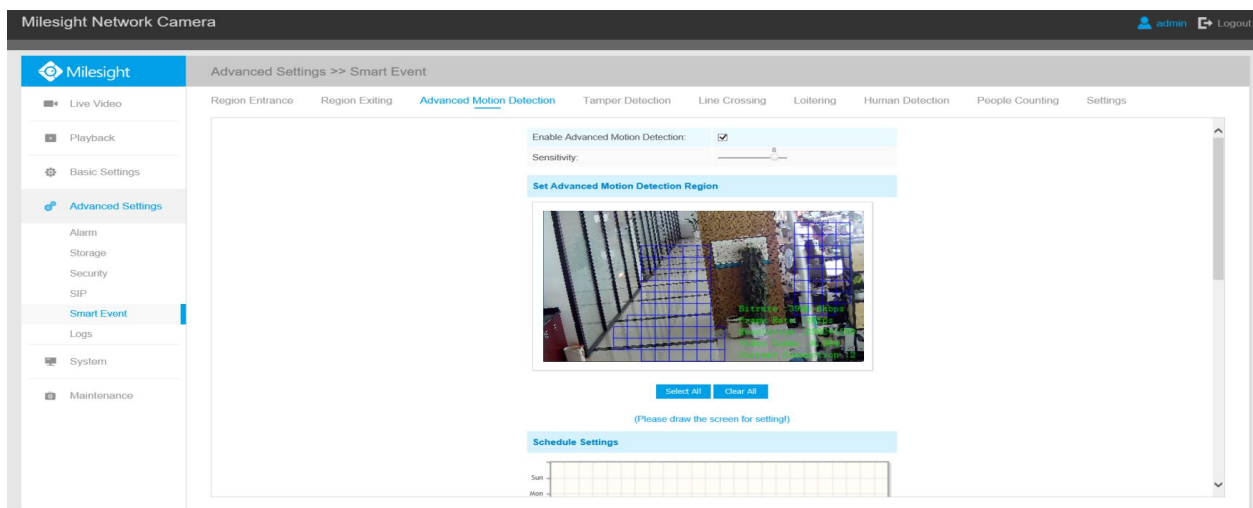 Milesight Network Camera
admin Logout
Milesight
Advanced Settings >> Smart Event
Live Video
Playback
Basic Settings
Advanced Settings
Alarm
Storage
Security
SIP
Smart Event
Logs
System
Maintenance
Region Entrance Region Exiting Advanced Motion Detection Tamper Detection Line Crossing Loitering Human Detection People Counting Settings
Enable Advanced Motion Detection:
Sensitivity: 8
Set Advanced Motion Detection Region
Bitrate
Frame
Select All Clear All
(Please draw the screen for setting!)
Schedule Settings
Sun
Mon